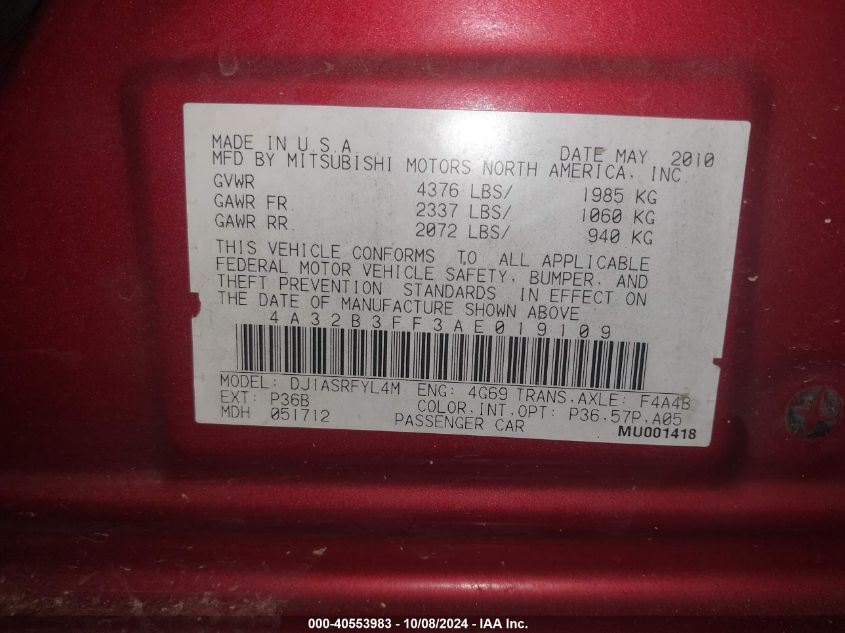 MADE IN U.S.A DATE MAY 2010
MFD BY MITSUBISHI MOTORS NORTH AMERICA, INC.
GVWR 4376 LBS/ 1985 KG
GAWR FR. 2337 LBS/ 1060 KG
GAWR RR. 2072 LBS/ 940 KG
THIS VEHICLE CONFORMS TO ALL APPLICABLE
FEDERAL MOTOR VEHICLE SAFETY, BUMPER, AND
THEFT PREVENTION STANDARDS IN EFFECT ON
THE DATE OF MANUFACTURE SHOWN ABOVE
4A32B3FF3AE019109
MODEL: DJ1ASRFYL4M ENG: 4G69 TRANS.AXLE: F4A4B
EXT: P36B COLOR.INT.OPT: P36.57P.A05
MDH 051712 PASSENGER CAR
MU001418
000-40553983 - 10/08/2024 - IAA Inc.